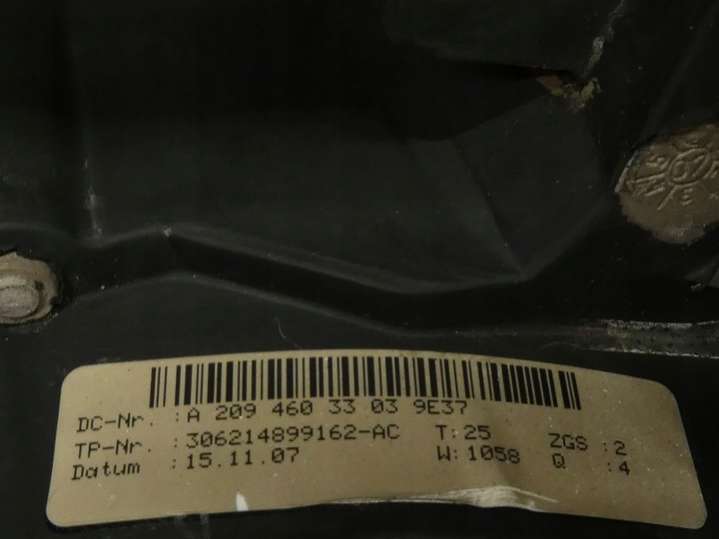 DC-Nr. :A 209 460 33 03 9E37
TP-Nr. :306214899162-AC T:25 ZGS :2
Datum :15.11.07 W:1058 Q :4
07